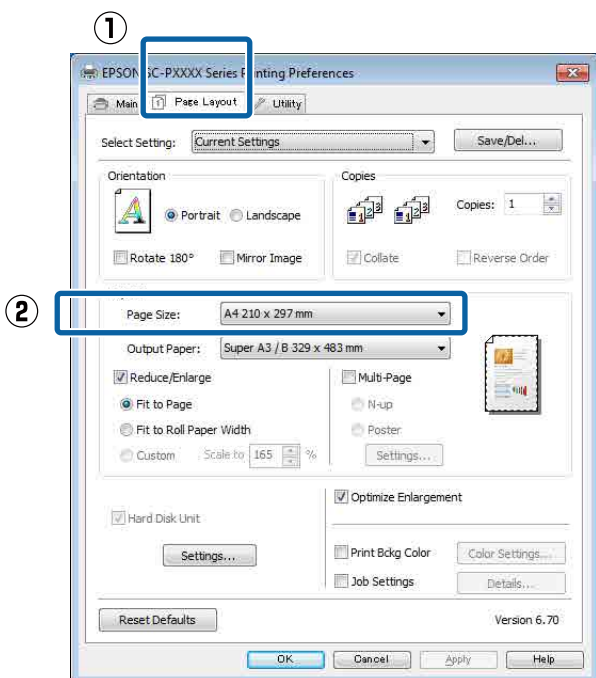 ①
EPSON SC-PXXXX Series Printing Preferences
Main Page Layout Utility
Select Setting: Current Settings Save/Del...
Orientation Copies
Portrait Landscape Copies: 1
Rotate 180° Mirror Image Collate Reverse Order
②
Page Size: A4 210 x 297 mm
Output Paper: Super A3 / B 329 x 483 mm
Reduce/Enlarge Multi-Page
Fit to Page N-up
Fit to Roll Paper Width Poster
Custom Scale to 165 % Settings...
Optimize Enlargement
Hard Disk Unit
Settings... Print Bckg Color Color Settings...
Job Settings Details...
Reset Defaults Version 6.70
OK Cancel Apply Help